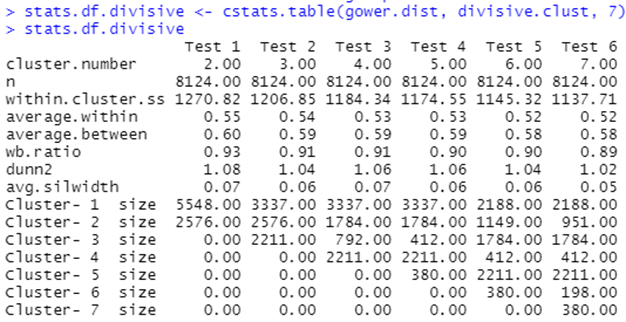 > stats.df.divisive <- cstats.table(gower.dist, divisive.clust, 7)
> stats.df.divisive
Test 1 Test 2 Test 3 Test 4 Test 5 Test 6
cluster.number 2.00 3.00 4.00 5.00 6.00 7.00
n 8124.00 8124.00 8124.00 8124.00 8124.00 8124.00
within.cluster.ss 1270.82 1206.85 1184.34 1174.55 1145.32 1137.71
average.within 0.55 0.54 0.53 0.53 0.52 0.52
average.between 0.60 0.59 0.59 0.59 0.58 0.58
wb.ratio 0.93 0.91 0.91 0.90 0.90 0.89
dunn2 1.08 1.04 1.06 1.06 1.04 1.02
avg.silwidth 0.07 0.06 0.07 0.06 0.06 0.05
Cluster- 1 size 5548.00 3337.00 3337.00 3337.00 2188.00 2188.00
Cluster- 2 size 2576.00 2576.00 1784.00 1784.00 1149.00 951.00
Cluster- 3 size 0.00 2211.00 792.00 412.00 1784.00 1784.00
Cluster- 4 size 0.00 0.00 2211.00 2211.00 412.00 412.00
Cluster- 5 size 0.00 0.00 0.00 380.00 2211.00 2211.00
Cluster- 6 size 0.00 0.00 0.00 0.00 380.00 198.00
Cluster- 7 size 0.00 0.00 0.00 0.00 0.00 380.00